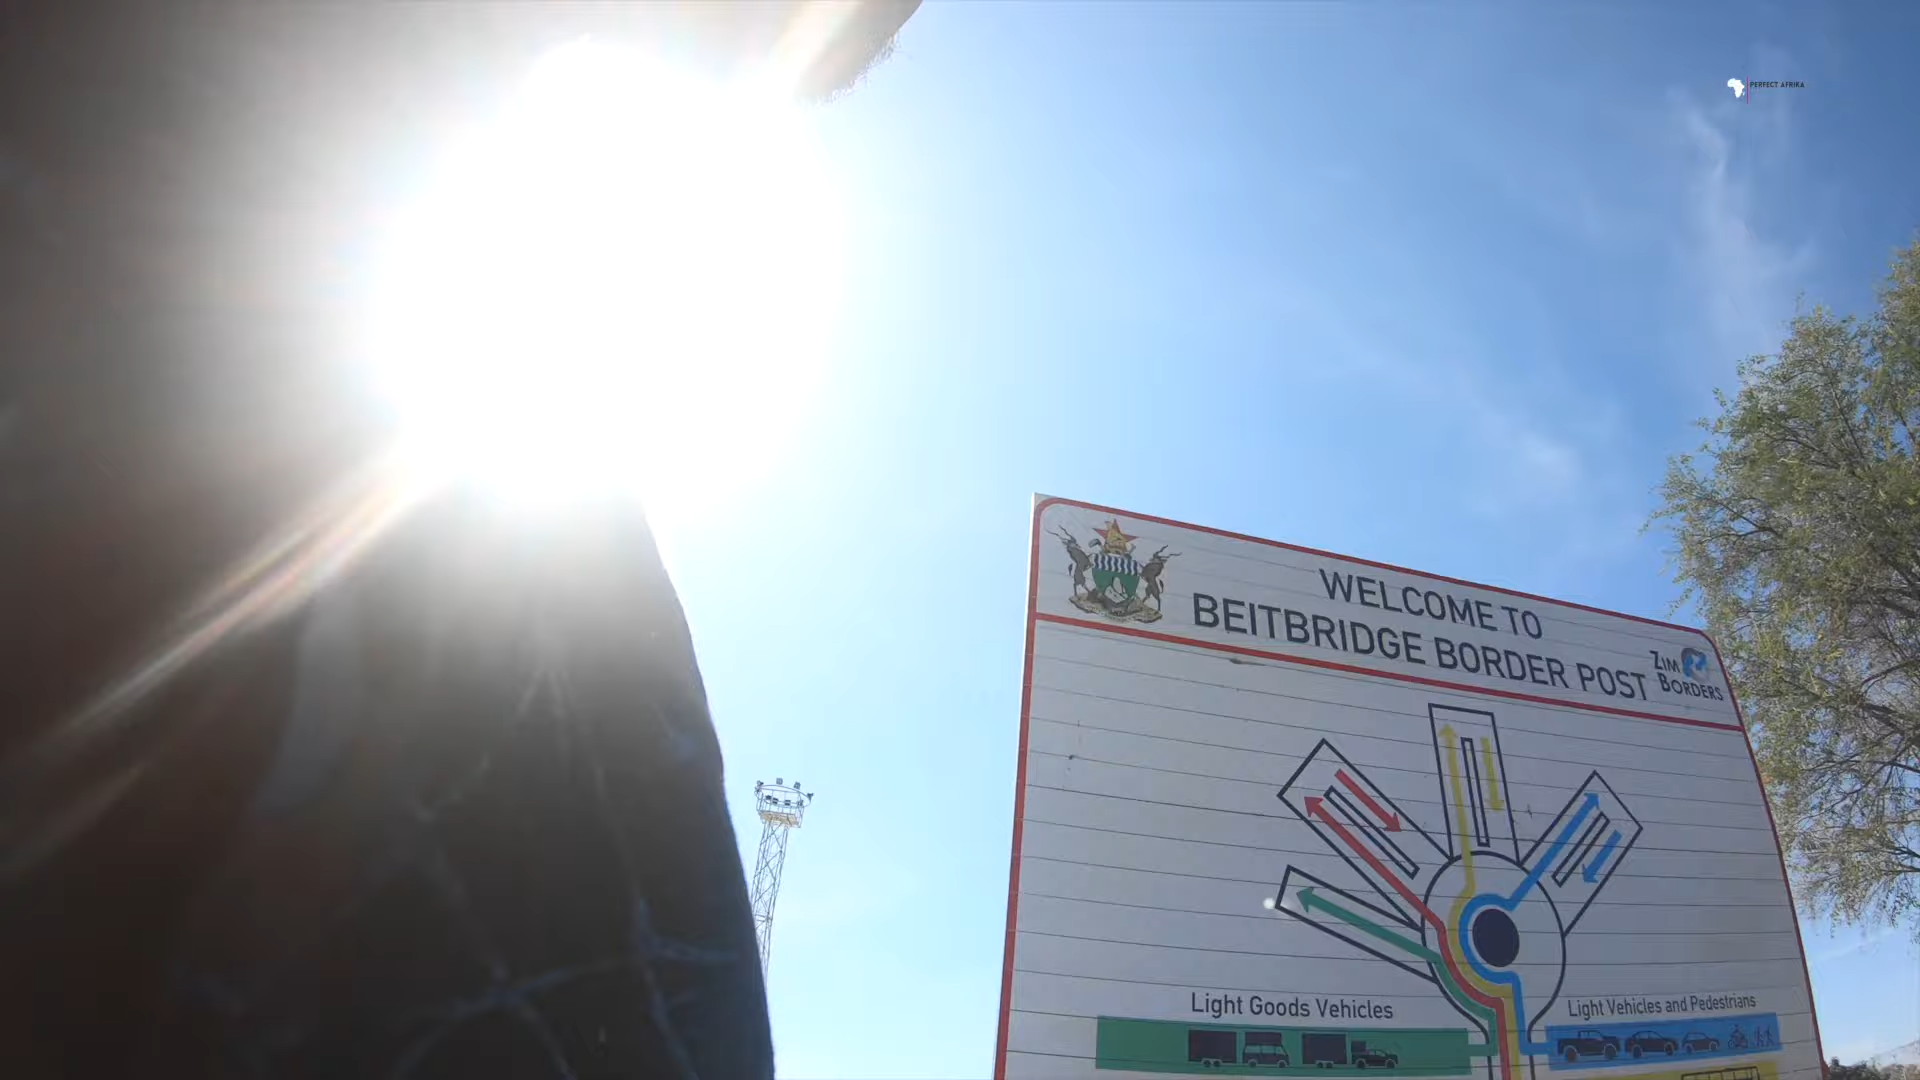 PERFECT AFRIKA
WELCOME TO
BEITBRIDGE BORDER POST
ZIM
BORDERS
Light Goods Vehicles
Light Vehicles and Pedestrians